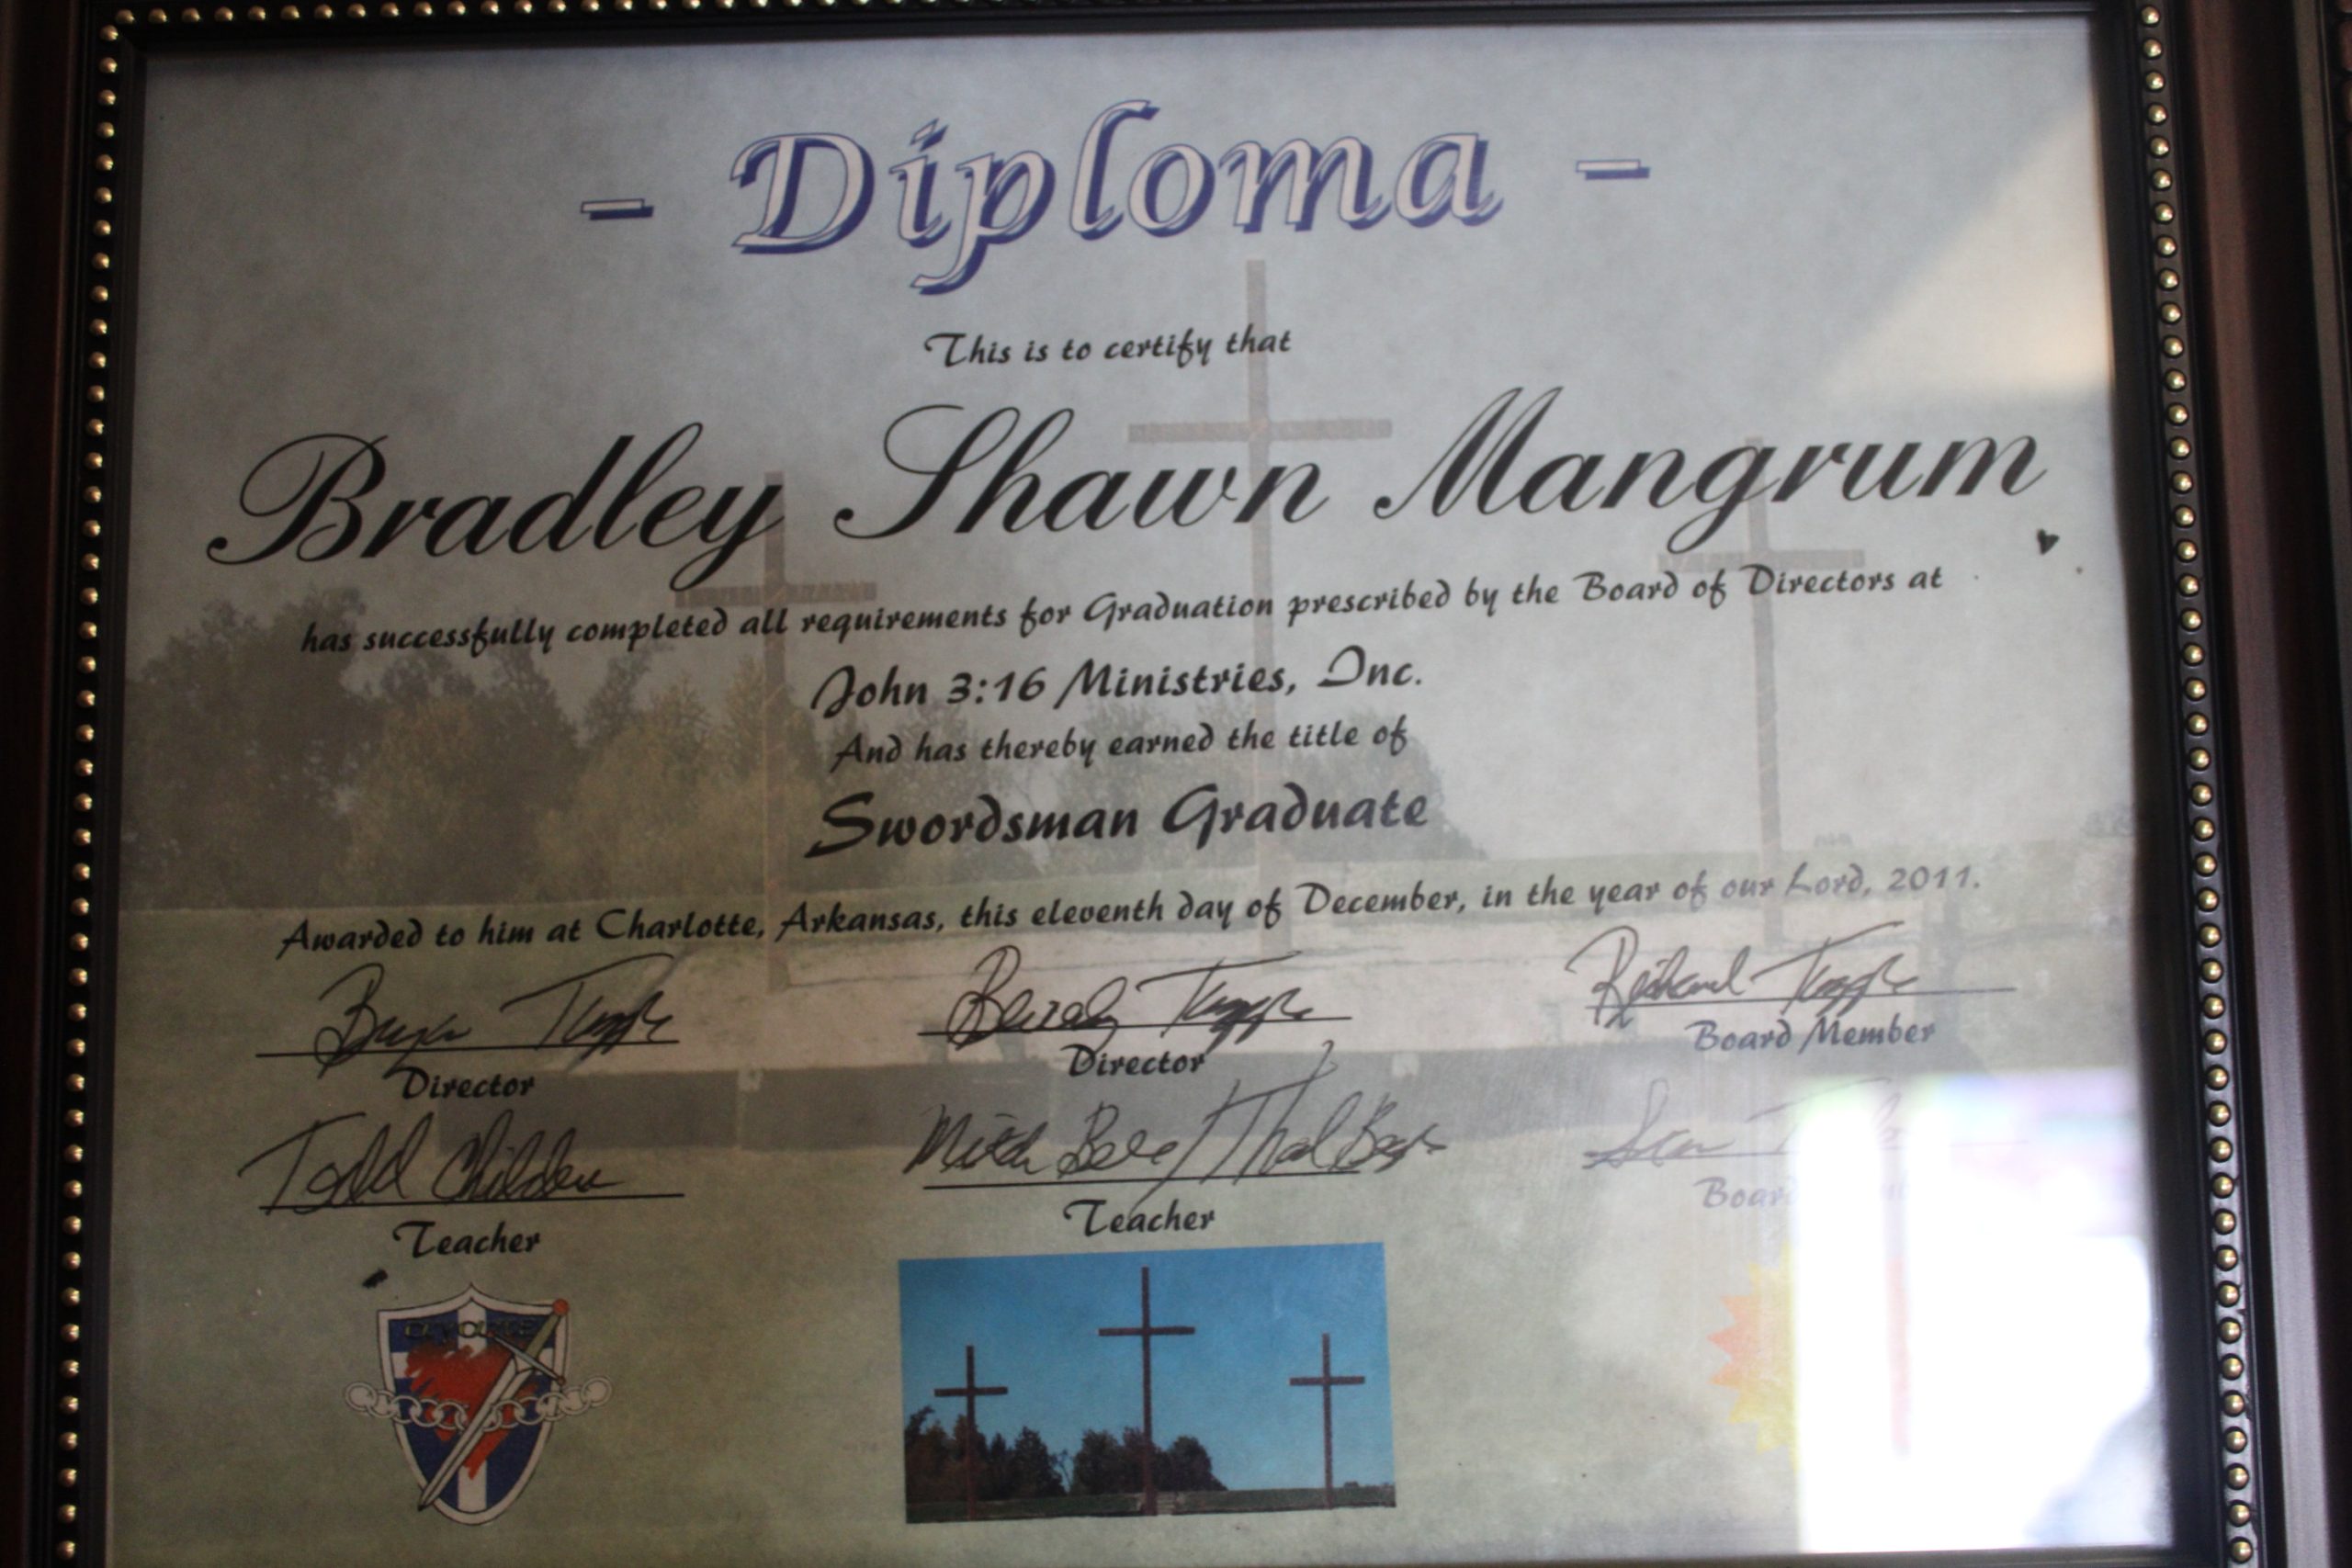 - Diploma -
This is to certify that
Bradley Shawn Mangrum
has successfully completed all requirements for Graduation prescribed by the Board of Directors at
John 3:16 Ministries, Inc.
And has thereby earned the title of
Swordsman Graduate
Awarded to him at Charlotte, Arkansas, this eleventh day of December, in the year of our Lord, 2011.
Director
Director
Richard
Board Member
Todd
Teacher
Teacher
Board